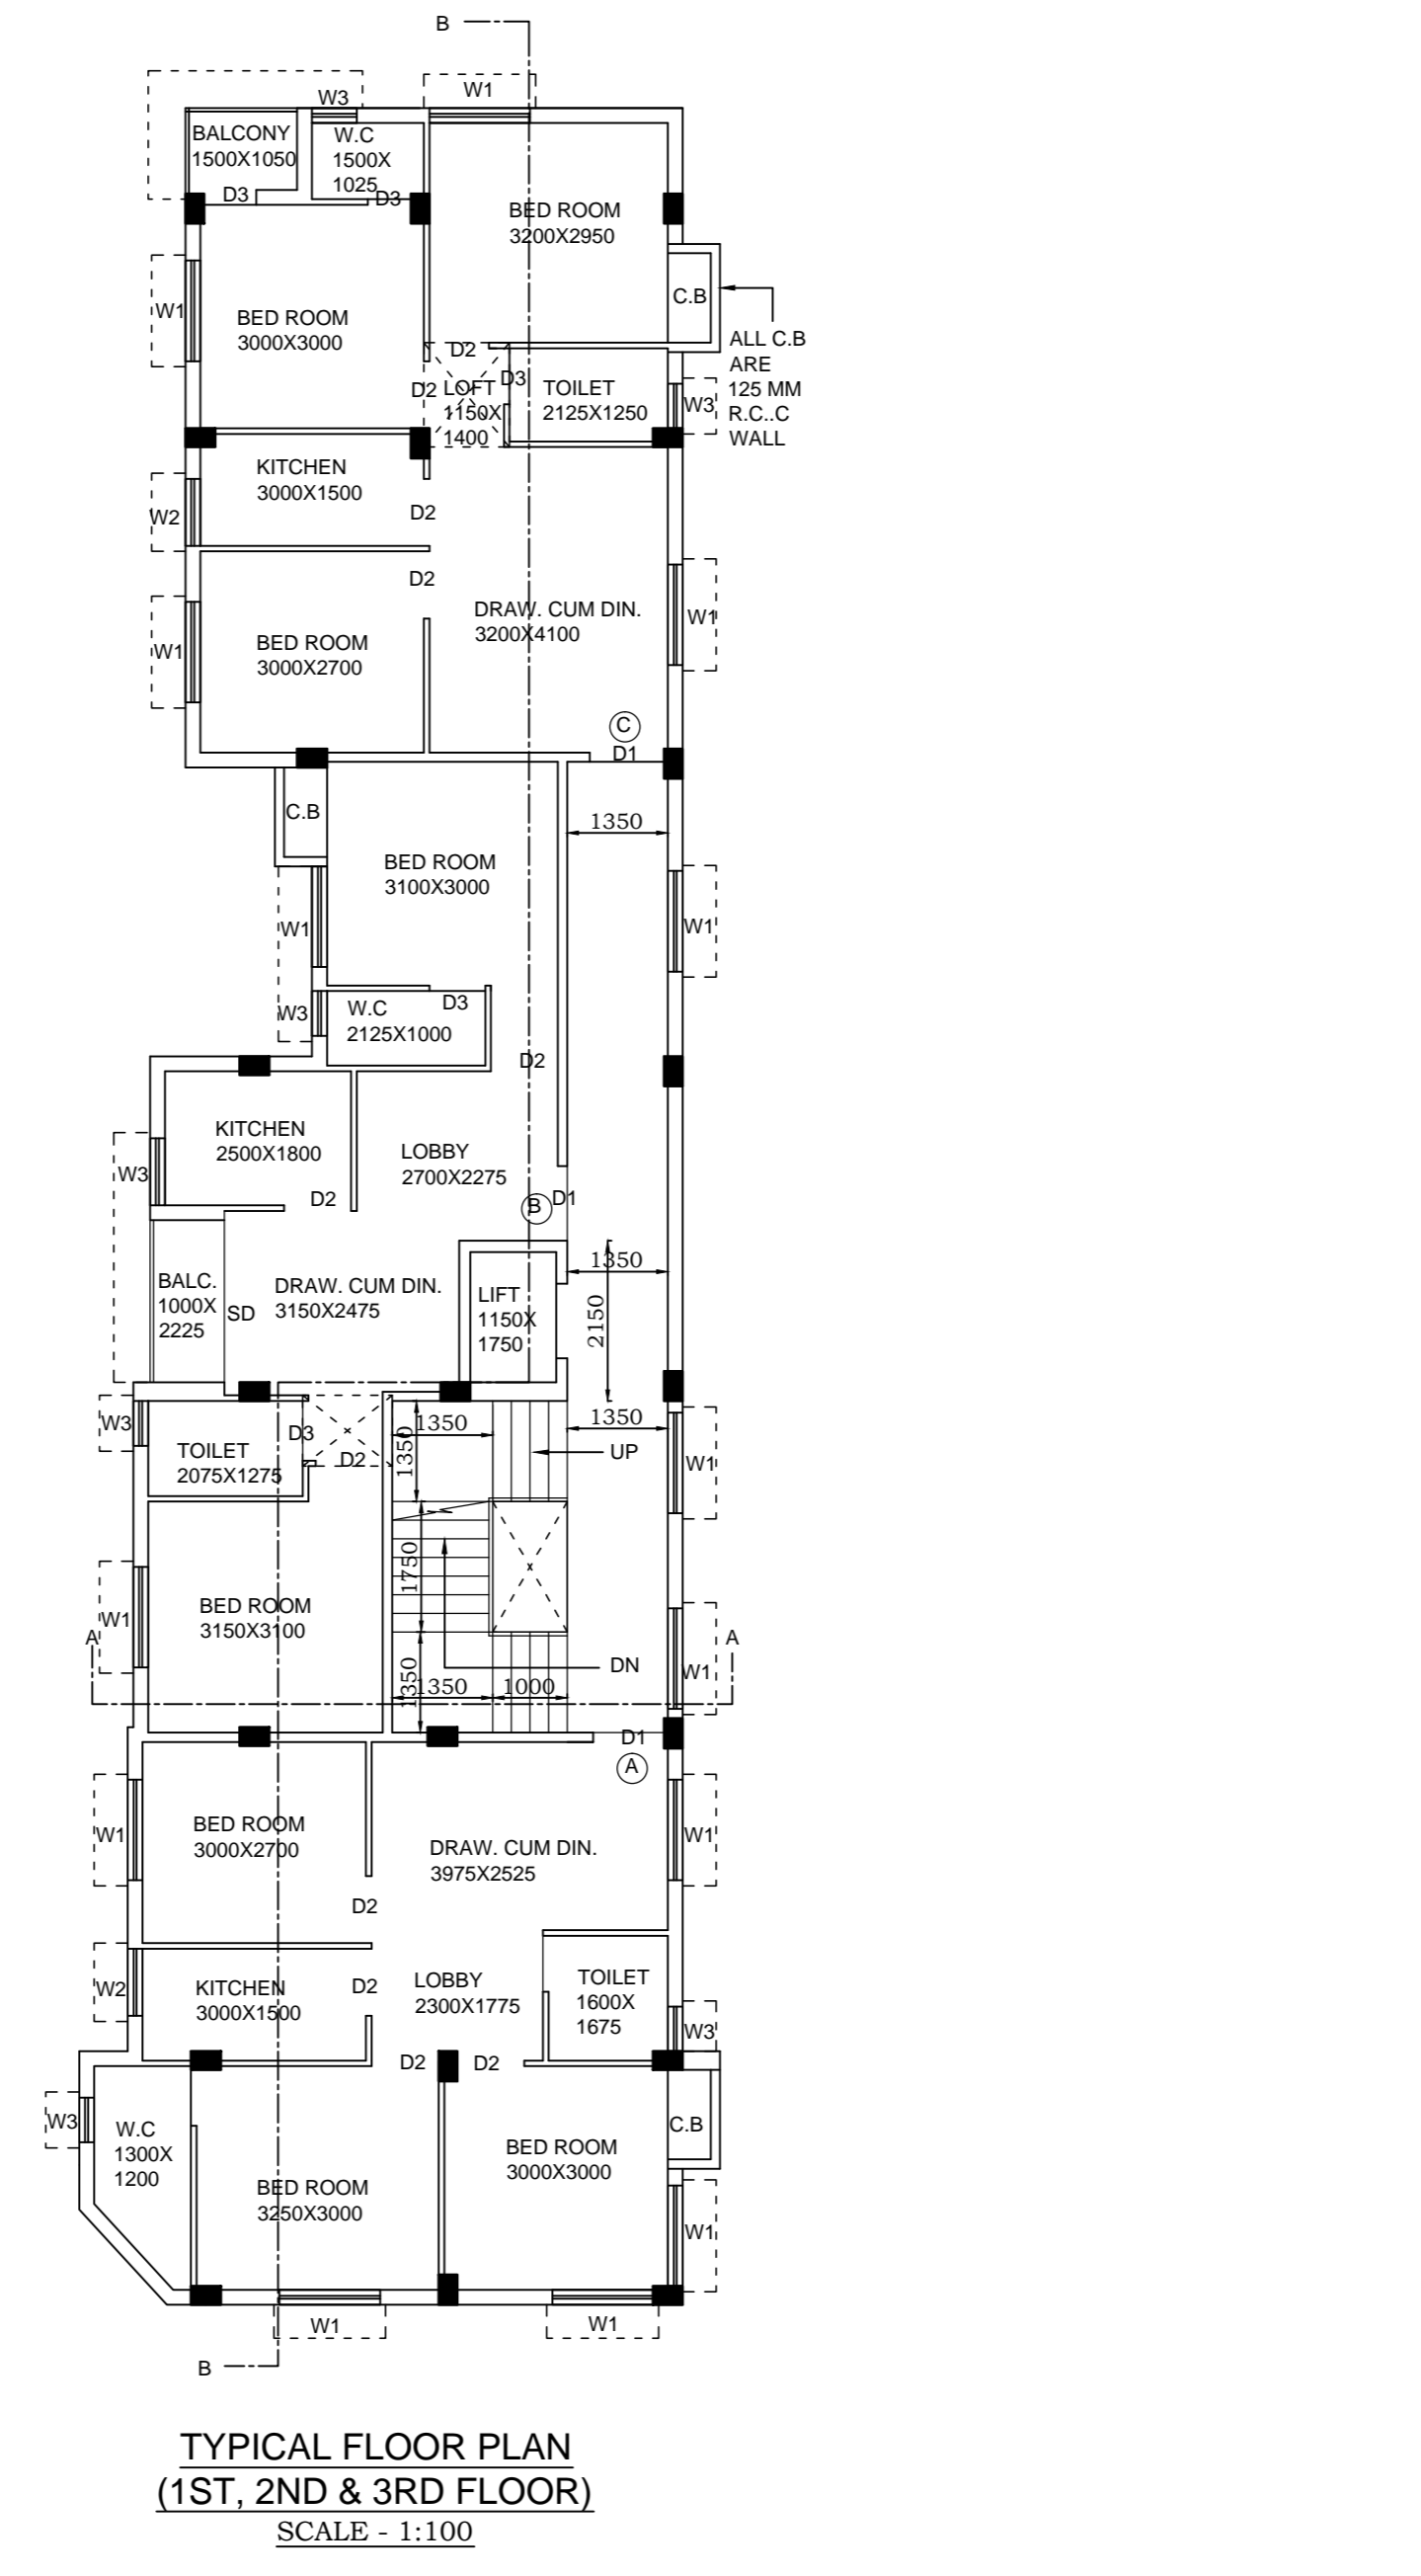 B
W3
W1
BALCONY
1500X1050
W.C
1500X
1025
D3
D3
BED ROOM
3200X2950
W1
BED ROOM
3000X3000
C.B
ALL C.B
ARE
125 MM
R.C..C
WALL
D2
D2
LOFT
1150X
1400
D3
TOILET
2125X1250
W3
KITCHEN
3000X1500
W2
D2
D2
DRAW. CUM DIN.
3200X4100
W1
BED ROOM
3000X2700
W1
C
D1
C.B
1350
BED ROOM
3100X3000
W1
W1
W3
W.C
2125X1000
D3
D2
KITCHEN
2500X1800
LOBBY
2700X2275
W3
D2
B
D1
BALC.
1000X
2225
SD
DRAW. CUM DIN.
3150X2475
LIFT
1150X
1750
1350
2150
W3
D3
D2
TOILET
2075X1275
1350
1350
1350
UP
W1
1750
BED ROOM
3150X3100
W1
A
A
DN
W1
1350
1350
1000
D1
A
BED ROOM
3000X2700
W1
DRAW. CUM DIN.
3975X2525
W1
D2
KITCHEN
3000X1500
W2
D2
LOBBY
2300X1775
TOILET
1600X
1675
W3
D2
D2
W3
W.C
1300X
1200
C.B
BED ROOM
3000X3000
BED ROOM
3250X3000
W1
W1
W1
B
TYPICAL FLOOR PLAN
(1ST, 2ND & 3RD FLOOR)
SCALE - 1:100